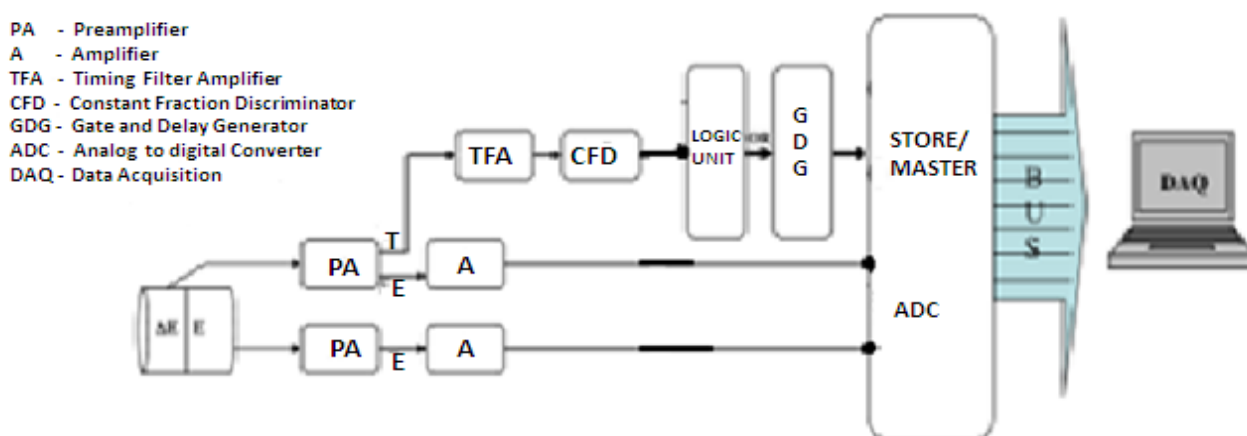 PA - Preamplifier
A - Amplifier
TFA - Timing Filter Amplifier
CFD - Constant Fraction Discriminator
GDG - Gate and Delay Generator
ADC - Analog to digital Converter
DAQ - Data Acquisition
TFA
CFD
LOGIC
UNIT
G
D
G
STORE/
MASTER
B
U
S
DAQ
T
PA
E
A
ΔE E
PA
E
A
ADC